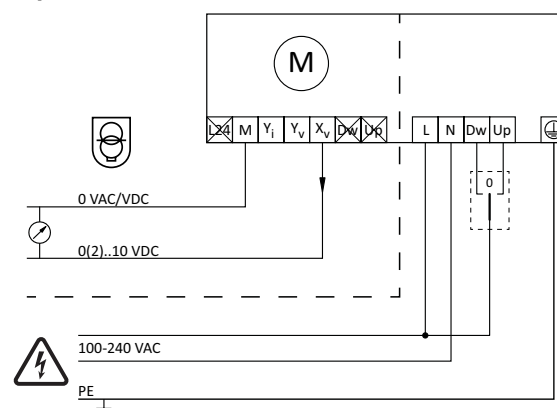 M
L24 M Yi Yv Xv Dw Up L N Dw Up
0
0 VAC/VDC
0(2)..10 VDC
100-240 VAC
PE